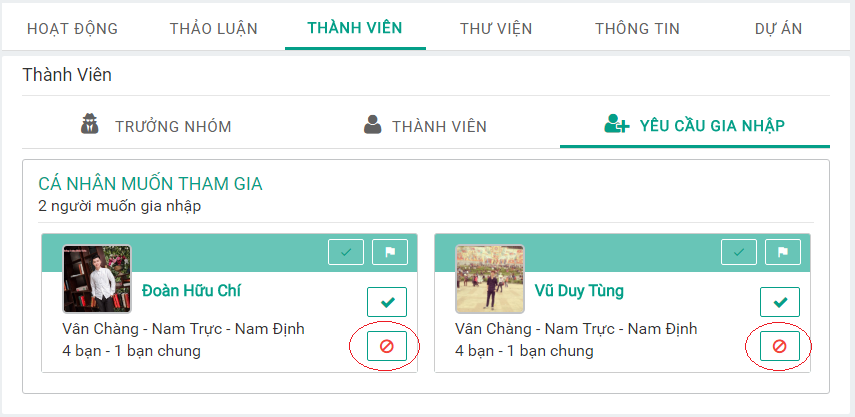 HOẠT ĐỘNG THẢO LUẬN THÀNH VIÊN THƯ VIỆN THÔNG TIN DỰ ÁN
Thành Viên
TRƯỞNG NHÓM THÀNH VIÊN YÊU CẦU GIA NHẬP
CÁ NHÂN MUỐN THAM GIA
2 người muốn gia nhập
Đoàn Hữu Chí
Vân Chàng - Nam Trực - Nam Định
4 bạn - 1 bạn chung
Vũ Duy Tùng
Vân Chàng - Nam Trực - Nam Định
4 bạn - 1 bạn chung